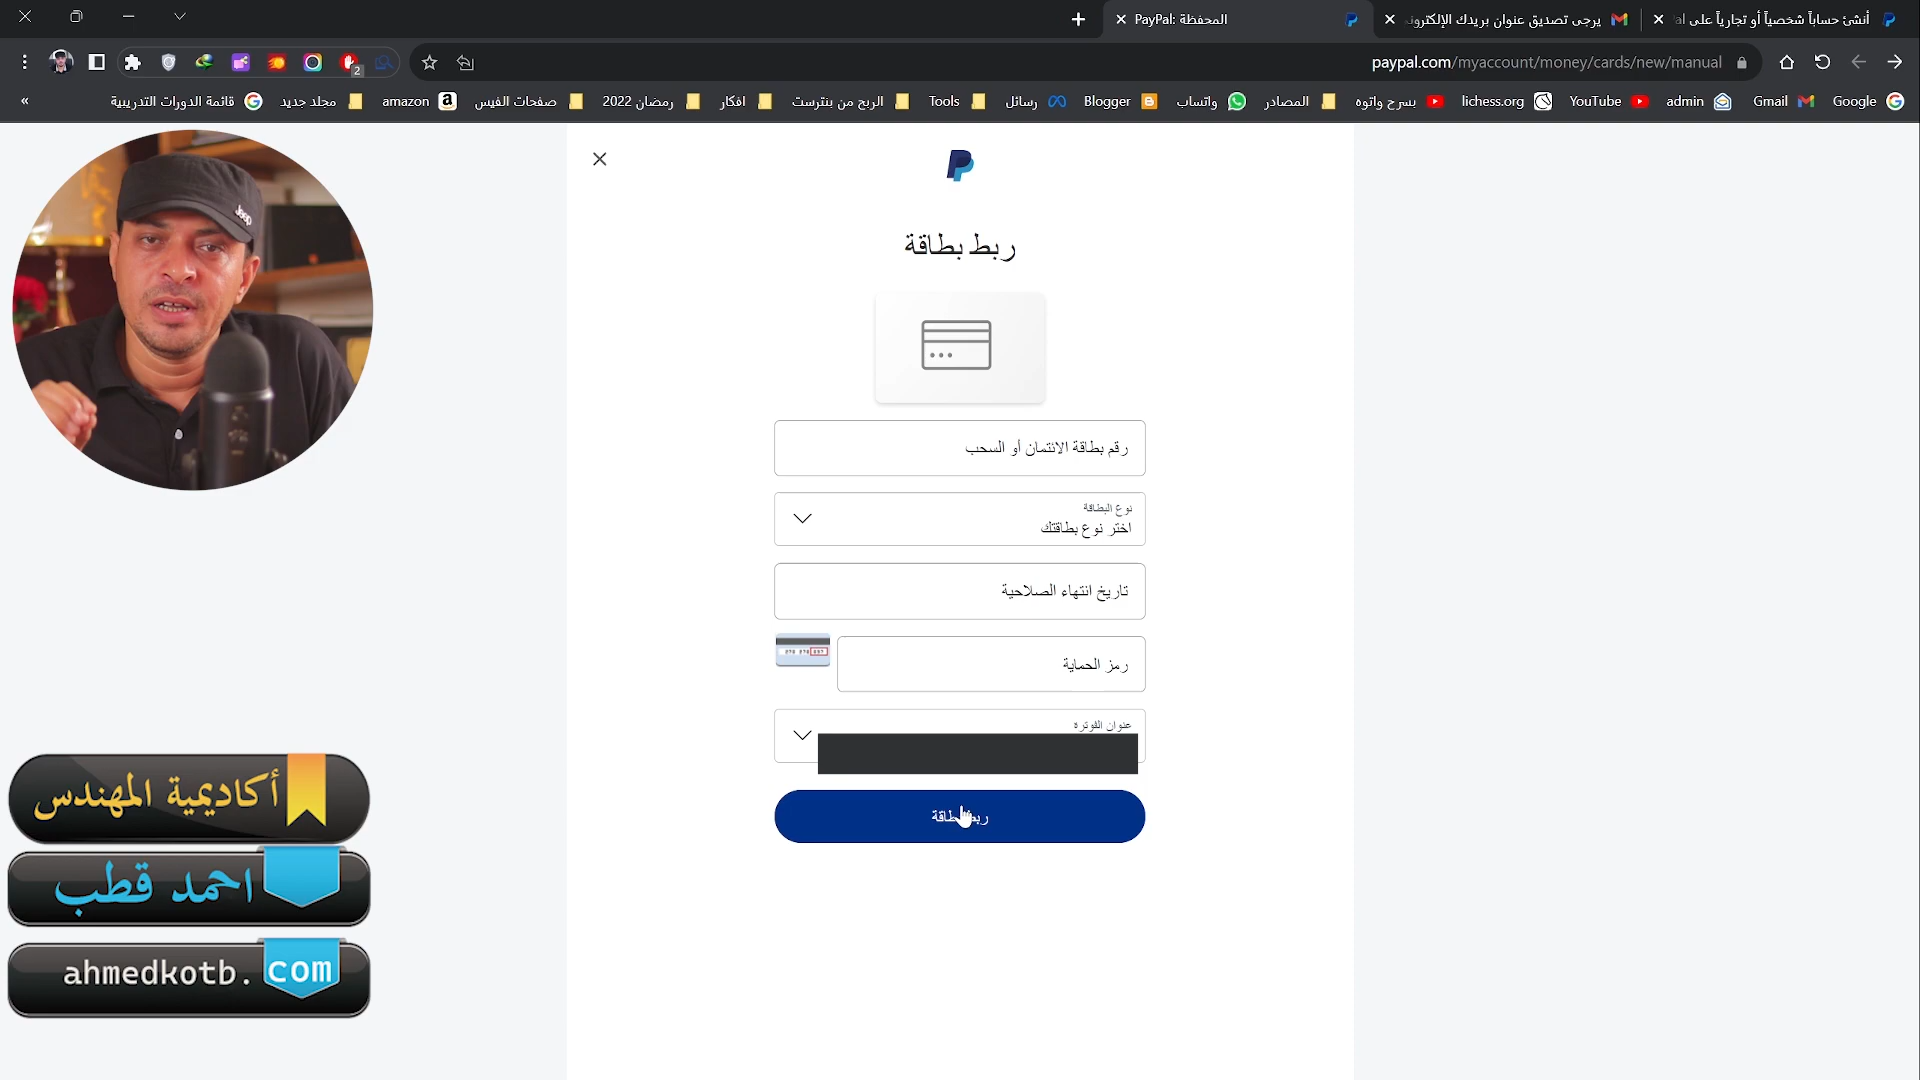 أنشئ حساباً شخصياً أو تجارياً على
يرجى تصديق عنوان بريدك الإلكترون
PayPal: المحفظة
paypal.com/myaccount/money/cards/new/manual
2
Google
Gmail
admin
YouTube
lichess.org
بسرح واتوه
المصادر
واتساب
Blogger
رسائل
Tools
الربح من بنترست
افكار
رمضان 2022
صفحات الفيس
amazon
مجلد جديد
قائمة الدورات التدريبية
«
Jeep
ربط بطاقة
رقم بطاقة الائتمان أو السحب
نوع البطاقة
اختر نوع بطاقتك
تاريخ انتهاء الصلاحية
رمز الحماية
عنوان الفوترة
أكاديمية المهندس
احمد قطب
ahmedkotb.com